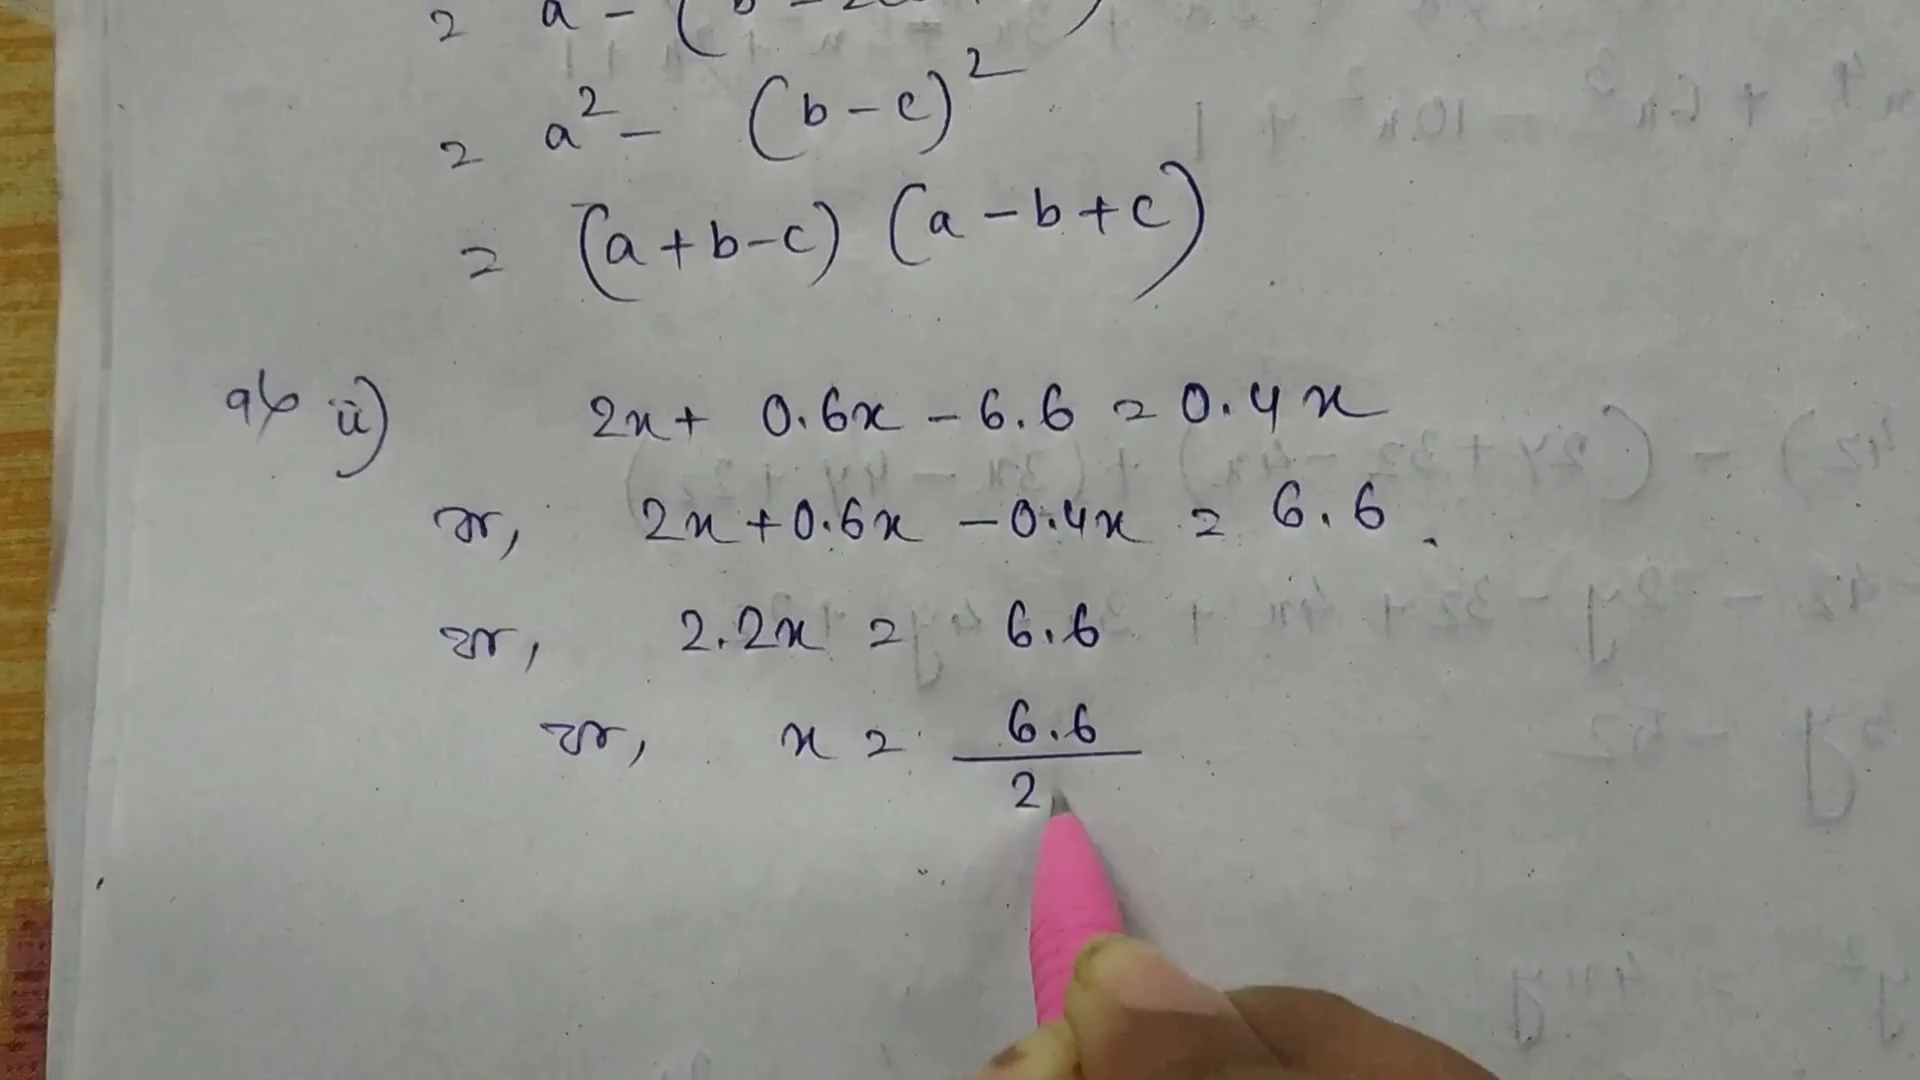 = a² - (b-c)²
= (a+b-c) (a-b+c)
১৬ ii) 2x + 0.6x - 6.6 = 0.4x
বা, 2x + 0.6x - 0.4x = 6.6
বা, 2.2x = 6.6
বা, x = 6.6
2